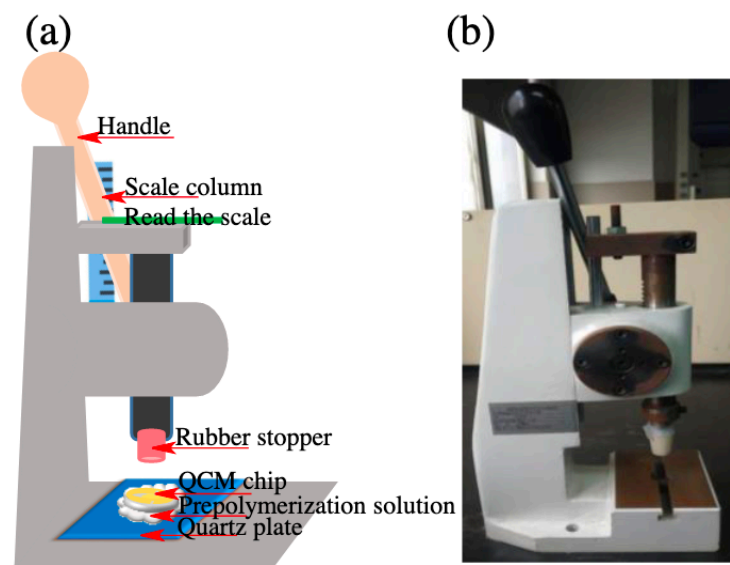 (a)
(b)
Handle
Scale column
Read the scale
Rubber stopper
QCM chip
Prepolymerization solution
Quartz plate